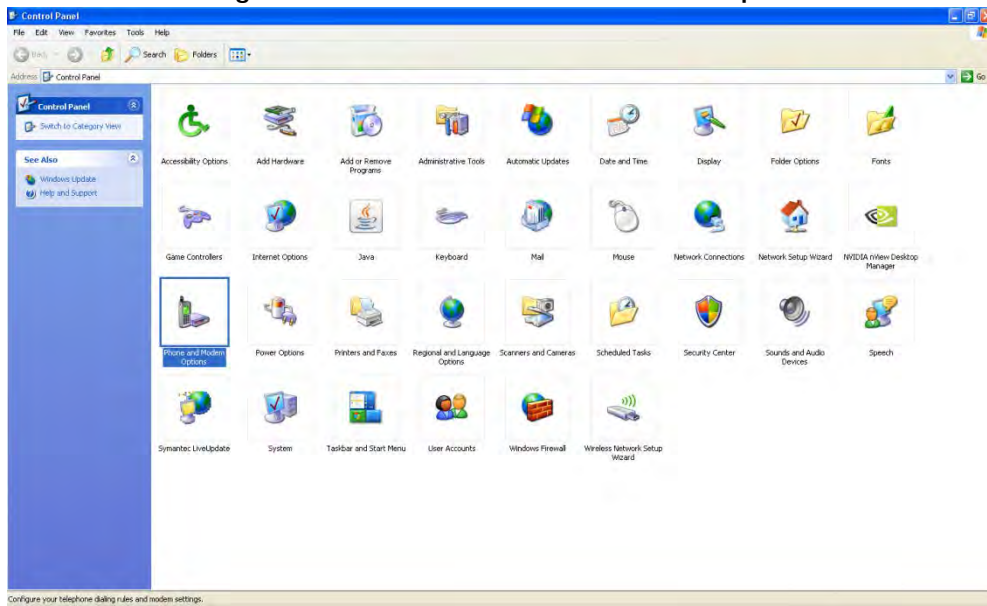 Control Panel
File Edit View Favorites Tools Help
Back Search Folders
Address Control Panel Go
Control Panel
Switch to Category View
See Also
Windows Update
Help and Support
Accessibility Options Add Hardware Add or Remove Administrative Tools Automatic Updates Date and Time Display Folder Options Fonts
Programs
Game Controllers Internet Options Java Keyboard Mail Mouse Network Connections Network Setup Wizard NVIDIA nView Desktop
Manager
Phone and Modem Power Options Printers and Faxes Regional and Language Scanners and Cameras Scheduled Tasks Security Center Sounds and Audio Speech
Options Options Devices
Symantec LiveUpdate System Taskbar and Start Menu User Accounts Windows Firewall Wireless Network Setup
Wizard
Configure your telephone dialing rules and modem settings.